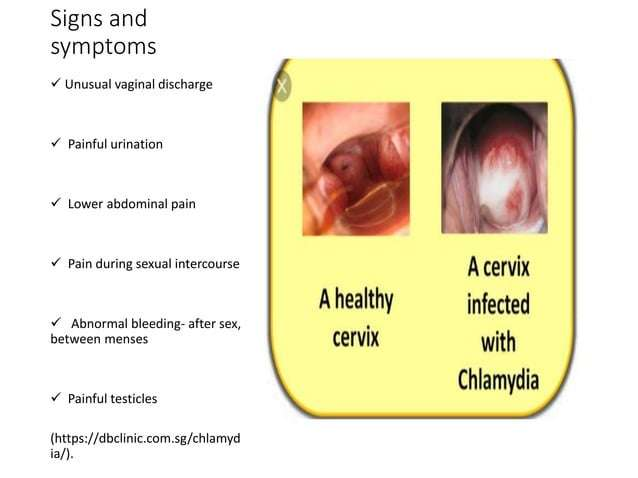 Signs and
symptoms
✓ Unusual vaginal discharge
✓ Painful urination
✓ Lower abdominal pain
✓ Pain during sexual intercourse
✓ Abnormal bleeding- after sex,
between menses
✓ Painful testicles
(https://dbclinic.com.sg/chlamyd
ia/).
X
A healthy
cervix
A cervix
infected
with
Chlamydia